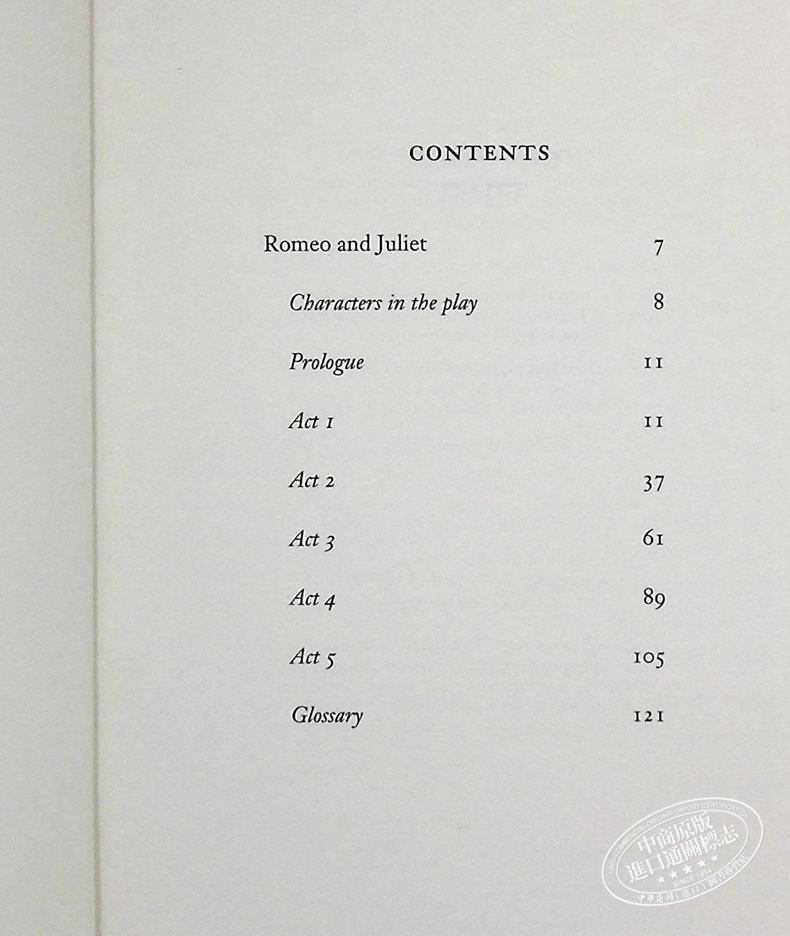 CONTENTS
Romeo and Juliet 7
Characters in the play 8
Prologue 11
Act 1 11
Act 2 37
Act 3 61
Act 4 89
Act 5 105
Glossary 121
中商原版
進口通關標志
SINCE 1994